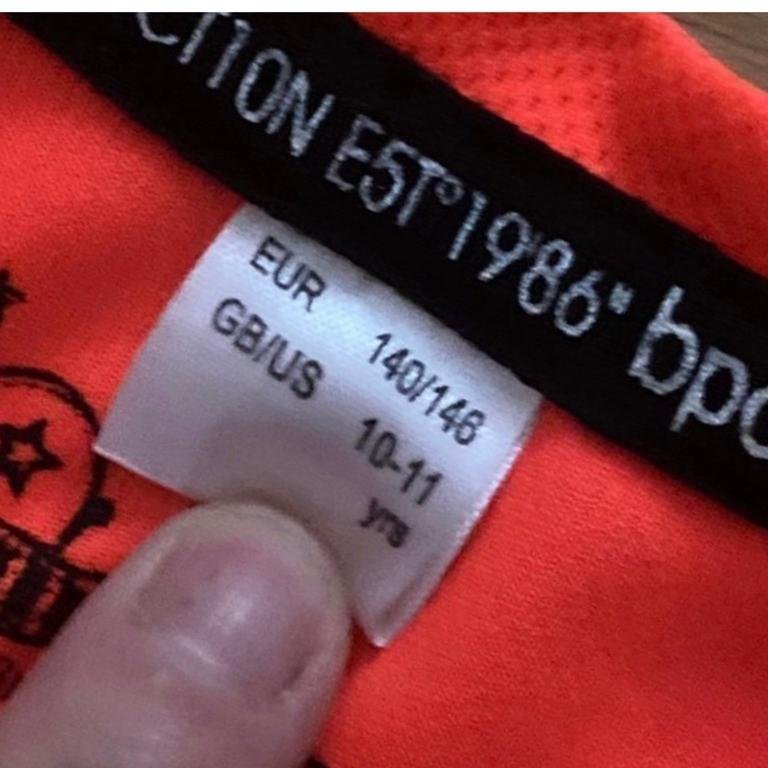 CTION EST°1986" bpc
EUR 140/146
GB/US 10-11
yrs